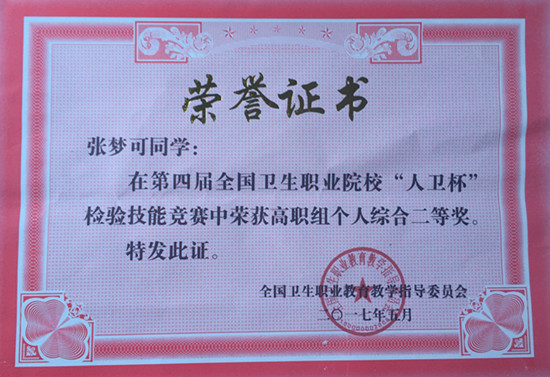 荣誉证书
张梦可同学：
在第四届全国卫生职业院校“人卫杯”
检验技能竞赛中荣获高职组个人综合二等奖。
特发此证。
全国卫生职业教育教学指导委员会
二〇一七年五月